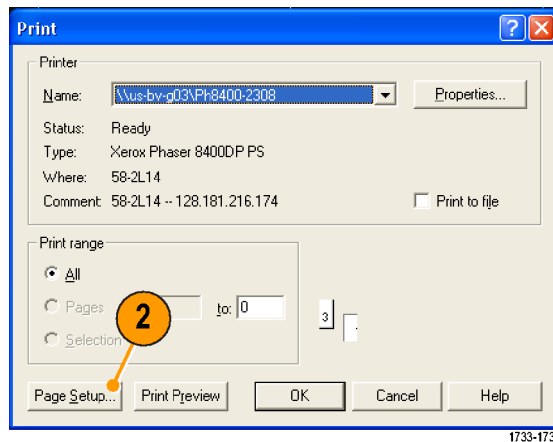 Print
Printer
Name: \\us-bv-g03\Ph8400-2308 Properties...
Status: Ready
Type: Xerox Phaser 8400DP PS
Where: 58-2L14
Comment 58-2L14 -- 128.181.216.174 Print to file
Print range
All
Pages to: 0
2
3
Selection
Page Setup... Print Preview OK Cancel Help
1733-173